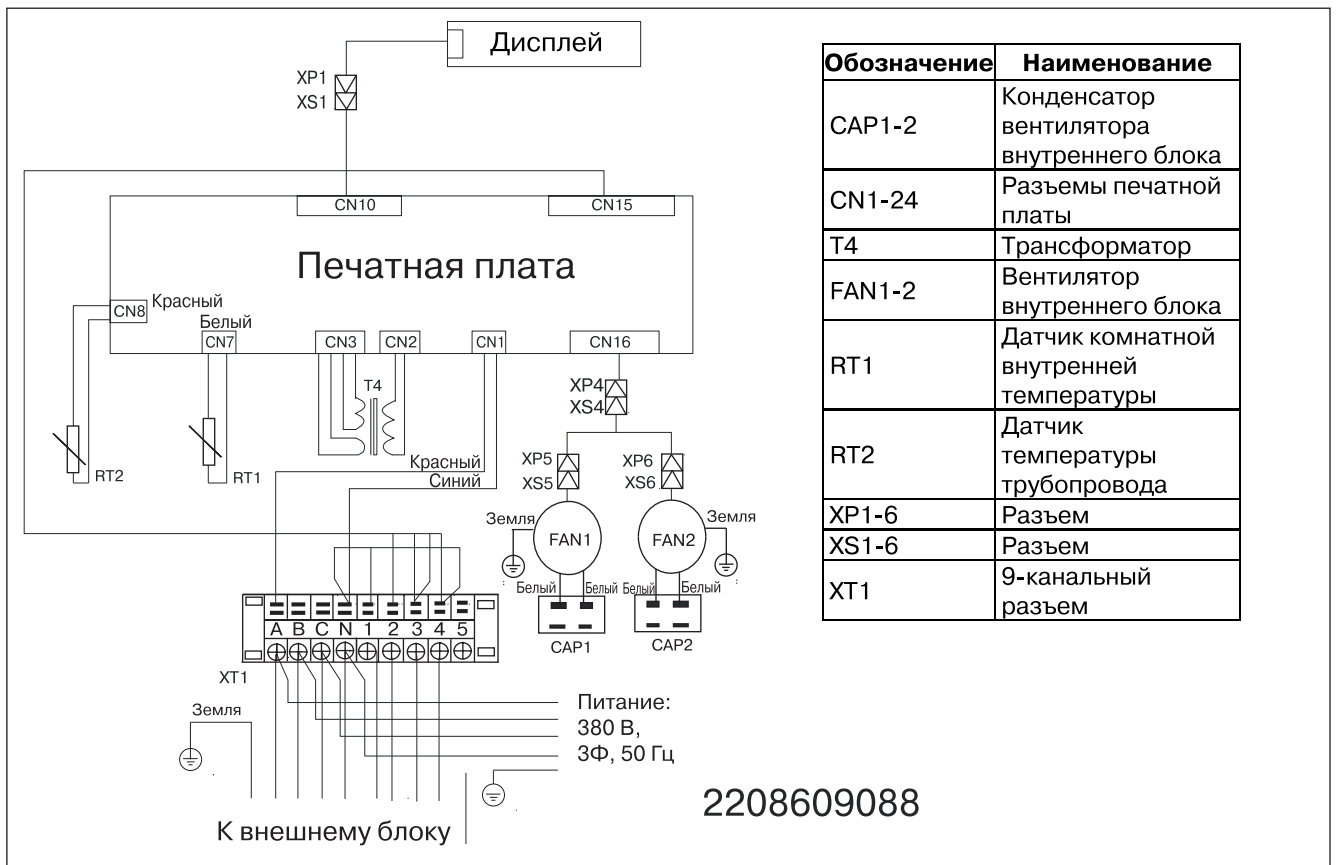 Дисплей
XP1
XS1
CN10
CN15
Печатная плата
CN8
Красный
Белый
CN7
CN3
CN2
CN1
CN16
T4
XP4
XS4
RT2
RT1
Красный
Синий
XP5
XS5
XP6
XS6
Земля
FAN1
FAN2
Земля
Белый
Белый
Белый
Белый
CAP1
CAP2
A B C N 1 2 3 4 5
XT1
Земля
Питание:
380 В,
3Ф, 50 Гц
К внешнему блоку
2208609088
Обозначение Наименование
CAP1-2 Конденсатор
вентилятора
внутреннего блока
CN1-24 Разъемы печатной
платы
T4 Трансформатор
FAN1-2 Вентилятор
внутреннего блока
RT1 Датчик комнатной
внутренней
температуры
RT2 Датчик
температуры
трубопровода
XP1-6 Разъем
XS1-6 Разъем
XT1 9-канальный
разъем